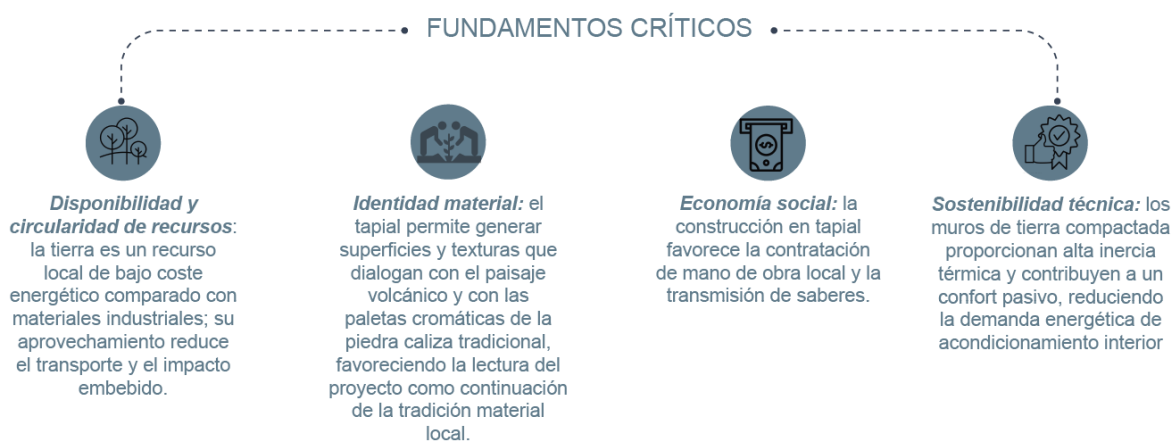 FUNDAMENTOS CRÍTICOS
Disponibilidad y
circularidad de recursos:
la tierra es un recurso
local de bajo coste
energético comparado con
materiales industriales; su
aprovechamiento reduce
el transporte y el impacto
embebido.
Identidad material: el
tapial permite generar
superficies y texturas que
dialogan con el paisaje
volcánico y con las
paletas cromáticas de la
piedra caliza tradicional,
favoreciendo la lectura del
proyecto como continuación
de la tradición material
local.
Economía social: la
construcción en tapial
favorece la contratación
de mano de obra local y la
transmisión de saberes.
Sostenibilidad técnica: los
muros de tierra compactada
proporcionan alta inercia
térmica y contribuyen a un
confort pasivo, reduciendo
la demanda energética de
acondicionamiento interior